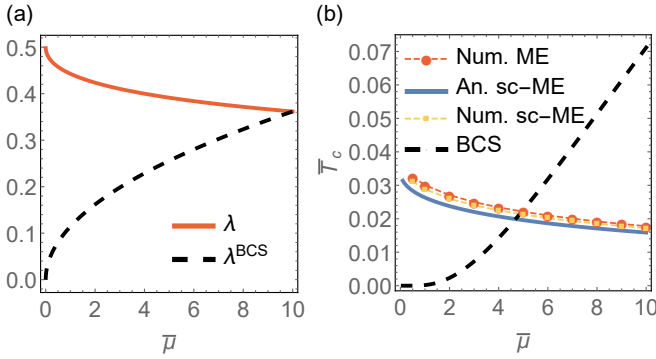 (a)
0.5
0.4
0.3
0.2
0.1
0.0
λ
λ^BCS
0 2 4 6 8 10
μ̅
(b)
0.07
0.06
0.05
0.04
0.03
0.02
0.01
0.00
T̅_c
Num. ME
An. sc-ME
Num. sc-ME
BCS
0 2 4 6 8 10
μ̅